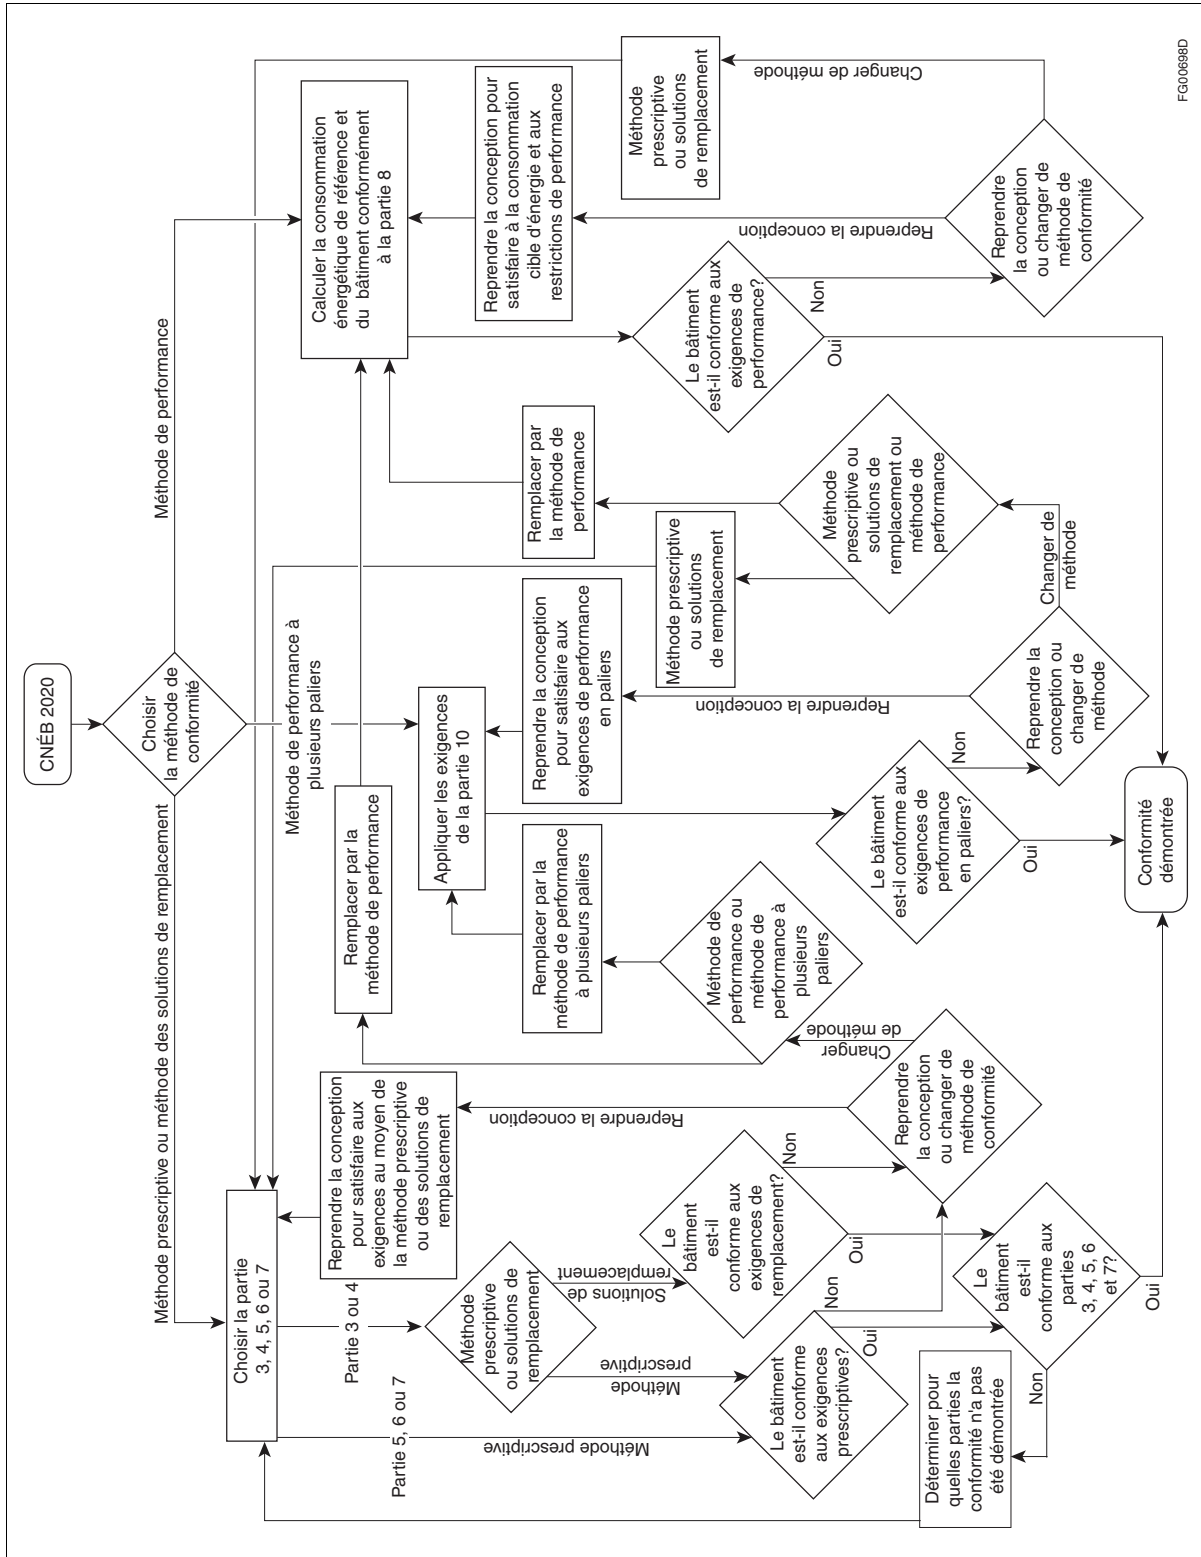 CNÉB 2020
Choisir
la méthode de
conformité
Méthode prescriptive ou méthode des solutions de remplacement
Méthode de performance à
plusieurs paliers
Méthode de performance
Choisir la partie
3, 4, 5, 6 ou 7
Partie 3 ou 4
Partie 5, 6 ou 7
Reprendre la conception
pour satisfaire aux
exigences au moyen de
la méthode prescriptive
ou des solutions de
remplacement
Méthode
prescriptive
ou solutions de
remplacement
Méthode prescriptive
Méthode
prescriptive
Solutions de
remplacement
Le bâtiment
est-il conforme
aux exigences
prescriptives?
Non
Oui
Le
bâtiment
est-il
conforme aux
exigences de
remplacement?
Non
Oui
Reprendre la conception
Reprendre
la conception
ou changer de
méthode de
conformité
Changer
de méthode
Le
bâtiment
est-il
conforme aux
parties
3, 4, 5, 6
et 7?
Non
Oui
Déterminer pour
quelles parties la
conformité n'a pas
été démontrée
Méthode de
performance ou
méthode de
performance à
plusieurs
paliers
Remplacer par la
méthode de performance
Remplacer par la
méthode de performance
à plusieurs paliers
Appliquer les exigences
de la partie 10
Reprendre la conception
pour satisfaire aux
exigences de performance
en paliers
Le bâtiment
est-il conforme aux
exigences de
performance
en paliers?
Non
Oui
Reprendre la conception
Reprendre la
conception ou
changer de
méthode
Changer de
méthode
Méthode
prescriptive ou
solutions de
remplacement ou
méthode de
performance
Méthode prescriptive
ou solutions
de remplacement
Remplacer par
la méthode de
performance
Calculer la consommation
énergétique de référence et
du bâtiment conformément
à la partie 8
Reprendre la conception pour
satisfaire à la consommation
cible d'énergie et aux
restrictions de performance
Le bâtiment
est-il conforme aux
exigences de
performance?
Non
Oui
Reprendre la conception
Reprendre
la conception
ou changer de
méthode de
conformité
Changer de méthode
Méthode
prescriptive
ou solutions
de remplacement
Conformité
démontrée
FG00698D